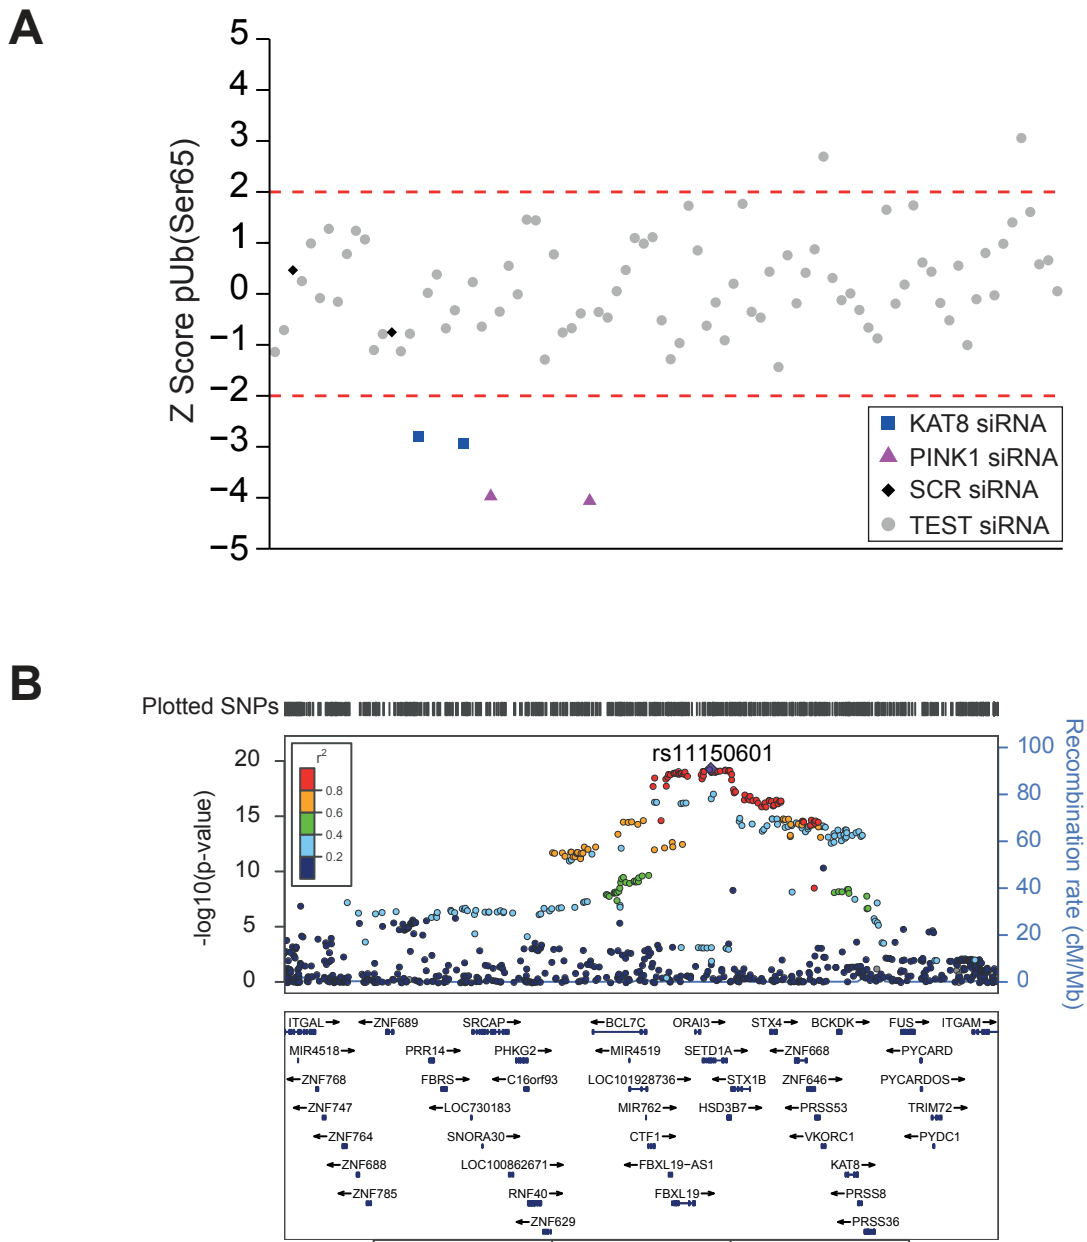 A
Z Score pUb(Ser65)
5
4
3
2
1
0
−1
−2
−3
−4
−5
KAT8 siRNA
PINK1 siRNA
SCR siRNA
TEST siRNA
B
Plotted SNPs
-log10(p-value)
20
15
10
5
0
r2
0.8
0.6
0.4
0.2
rs11150601
100
80
60
40
20
0
Recombination rate (cM/Mb)
ITGAL ZNF689 SRCAP BCL7C ORAI3 STX4 BCKDK FUS ITGAM
MIR4518 PRR14 PHKG2 MIR4519 SETD1A ZNF668 PYCARD
ZNF768 FBRS C16orf93 LOC101928736 STX1B ZNF646 PYCARDOS
ZNF747 LOC730183 MIR762 HSD3B7 PRSS53 TRIM72
ZNF764 SNORA30 CTF1 VKORC1 PYDC1
ZNF688 LOC100862671 FBXL19−AS1 KAT8
ZNF785 RNF40 FBXL19 PRSS8
ZNF629 PRSS36